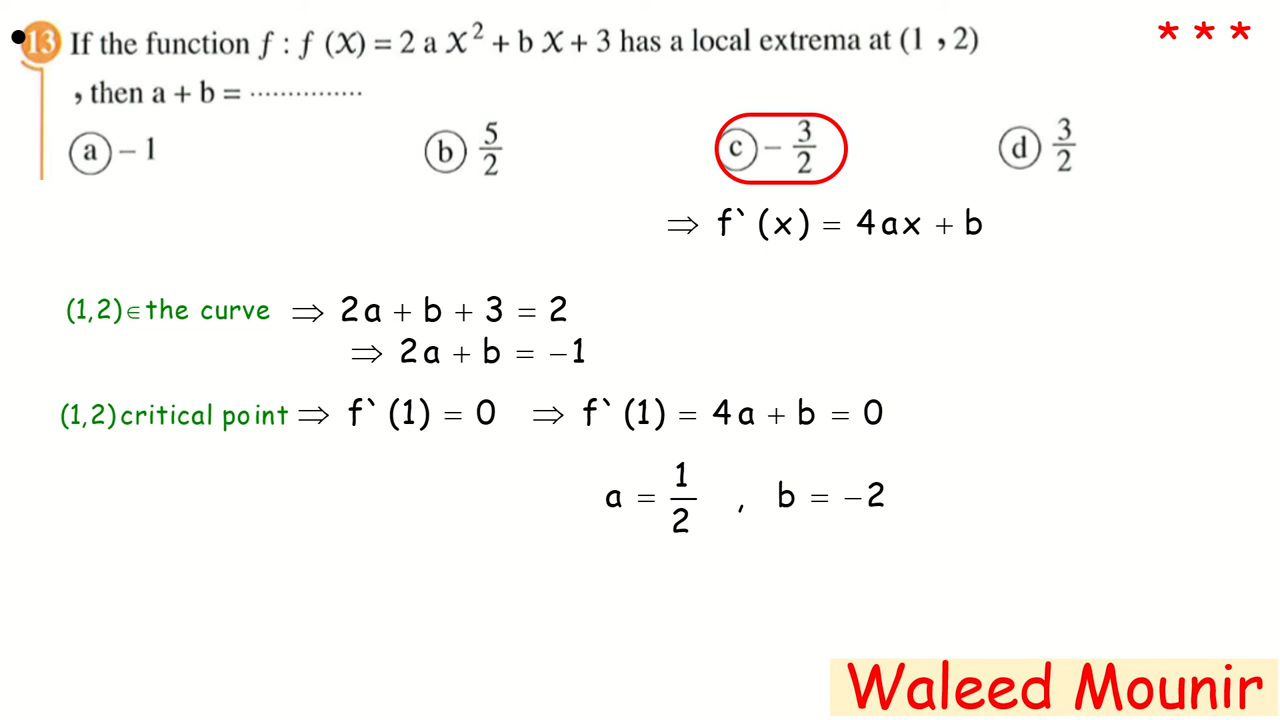 13 If the function f : f (X) = 2 a X² + b X + 3 has a local extrema at (1 , 2)
, then a + b = ...............
a – 1 b 5/2 c – 3/2 d 3/2
* * *
⇒ f`(x) = 4ax + b
(1,2) ∈ the curve ⇒ 2a + b + 3 = 2
⇒ 2a + b = −1
(1,2) critical point ⇒ f`(1) = 0 ⇒ f`(1) = 4a + b = 0
a = 1/2 , b = −2
Waleed Mounir